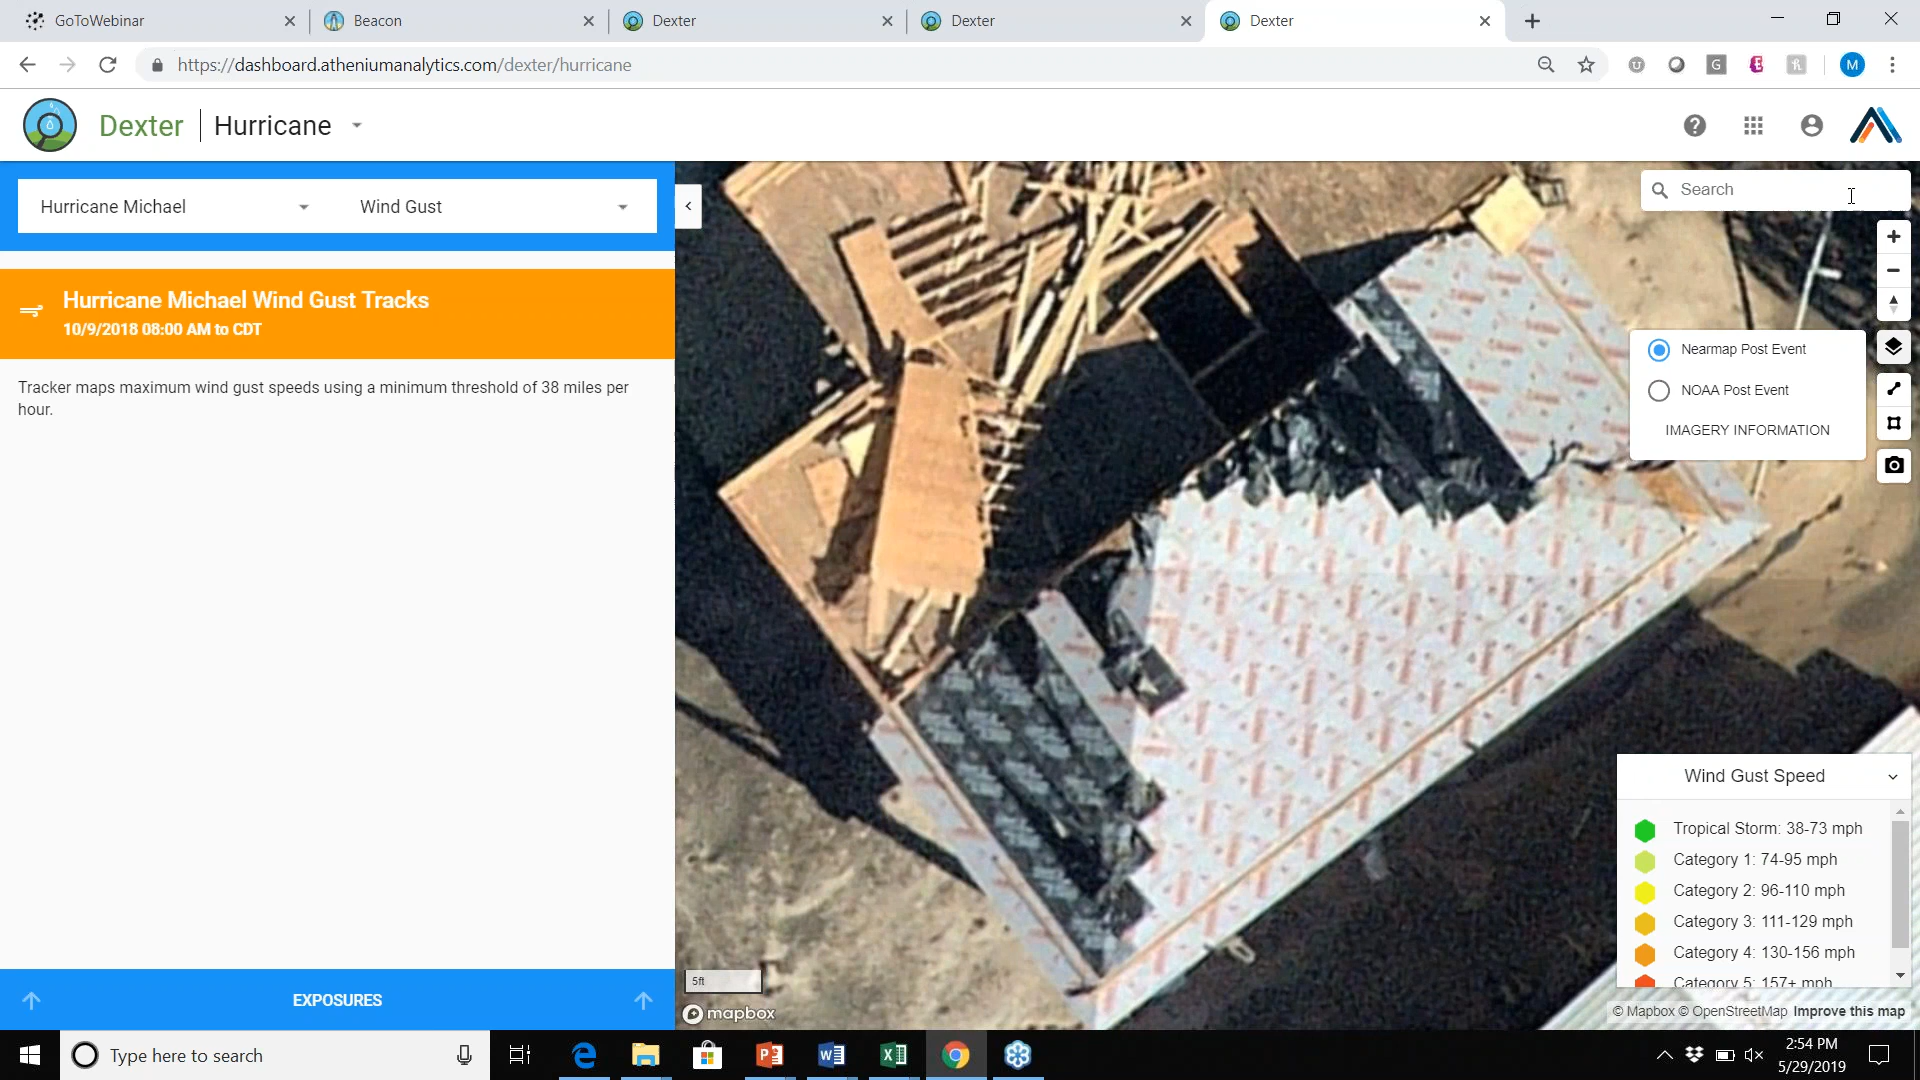 GoToWebinar
Beacon
Dexter
Dexter
Dexter
https://dashboard.atheniumanalytics.com/dexter/hurricane
G
M
Dexter
Hurricane
Hurricane Michael
Wind Gust
Search
Hurricane Michael Wind Gust Tracks
10/9/2018 08:00 AM to CDT
Tracker maps maximum wind gust speeds using a minimum threshold of 38 miles per
hour.
Nearmap Post Event
NOAA Post Event
IMAGERY INFORMATION
Wind Gust Speed
Tropical Storm: 38-73 mph
Category 1: 74-95 mph
Category 2: 96-110 mph
Category 3: 111-129 mph
Category 4: 130-156 mph
Category 5: 157+ mph
EXPOSURES
5ft
mapbox
© Mapbox © OpenStreetMap Improve this map
Type here to search
2:54 PM
5/29/2019